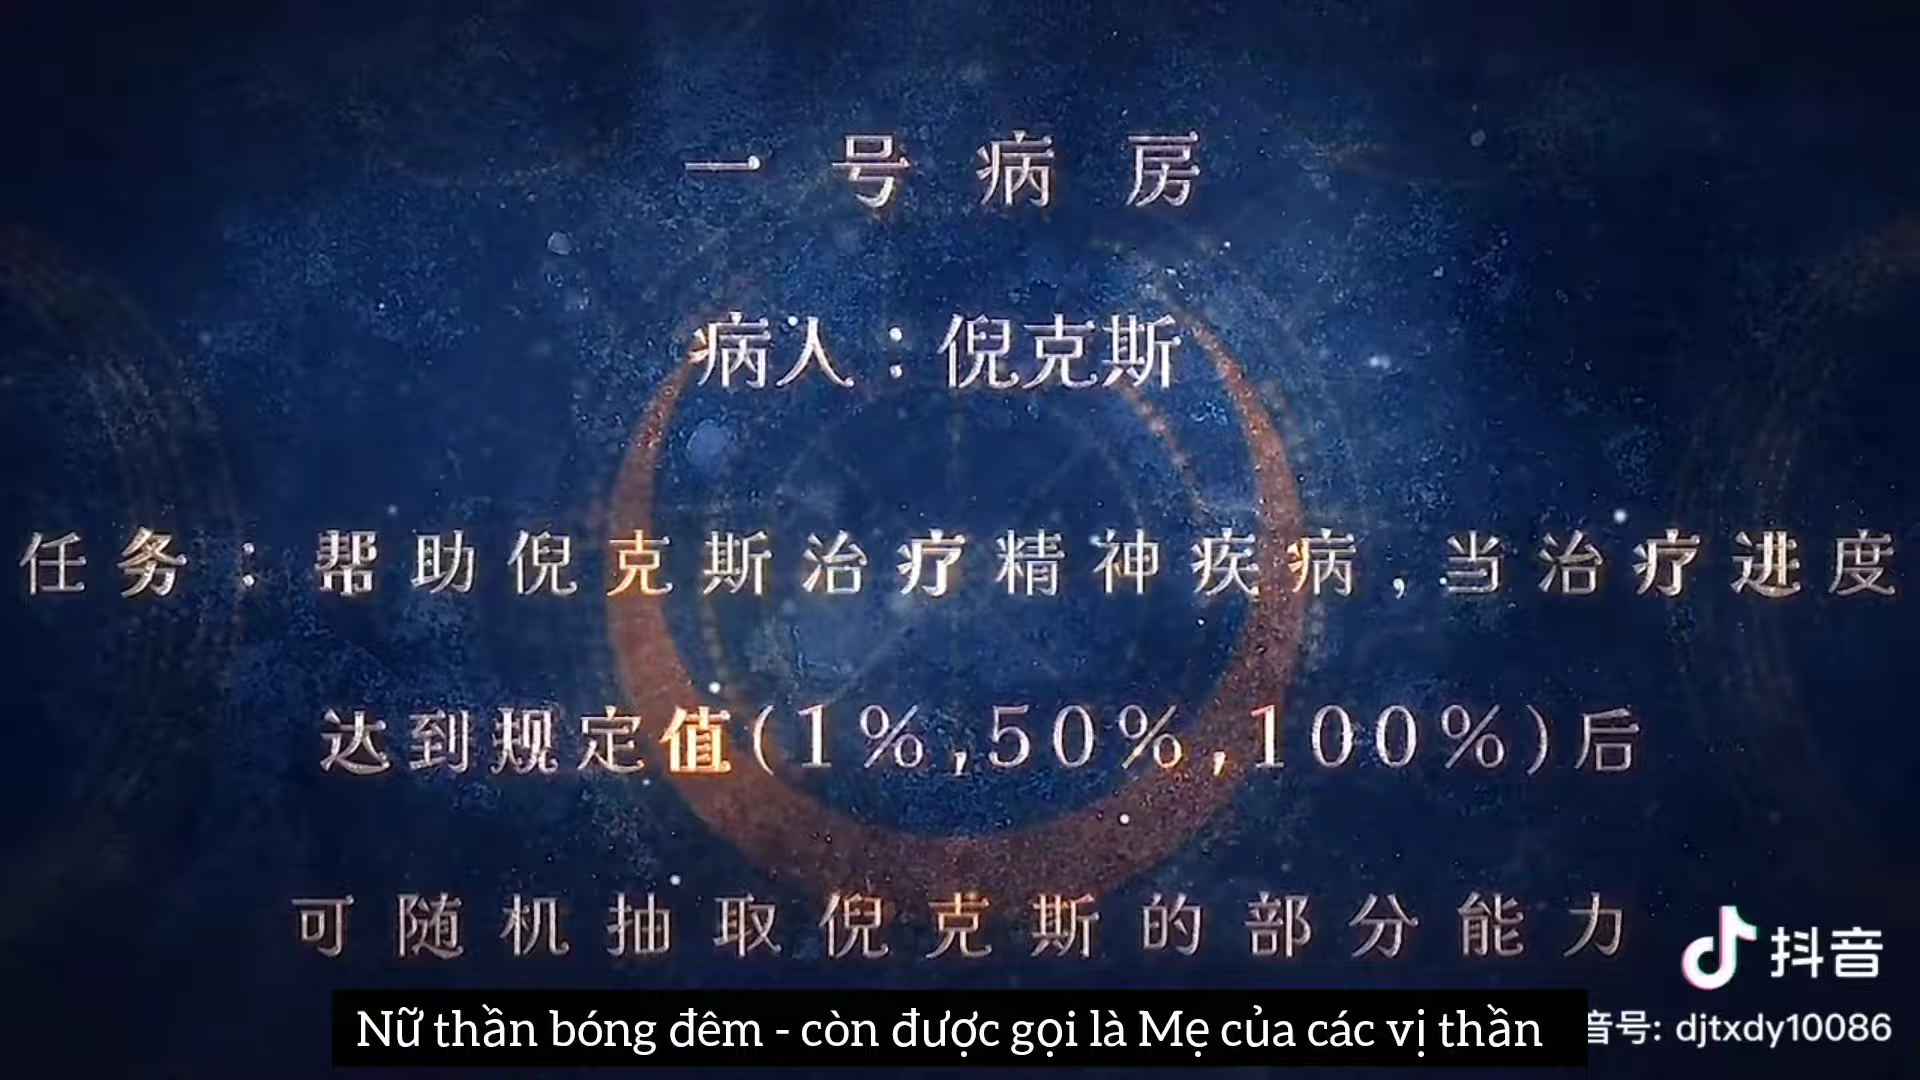 一号病房
病人：倪克斯
任务：帮助倪克斯治疗精神疾病，当治疗进度
达到规定值(1%,50%,100%)后
可随机抽取倪克斯的部分能力
抖音
Nữ thần bóng đêm - còn được gọi là Mẹ của các vị thần
音号: djtxdy10086